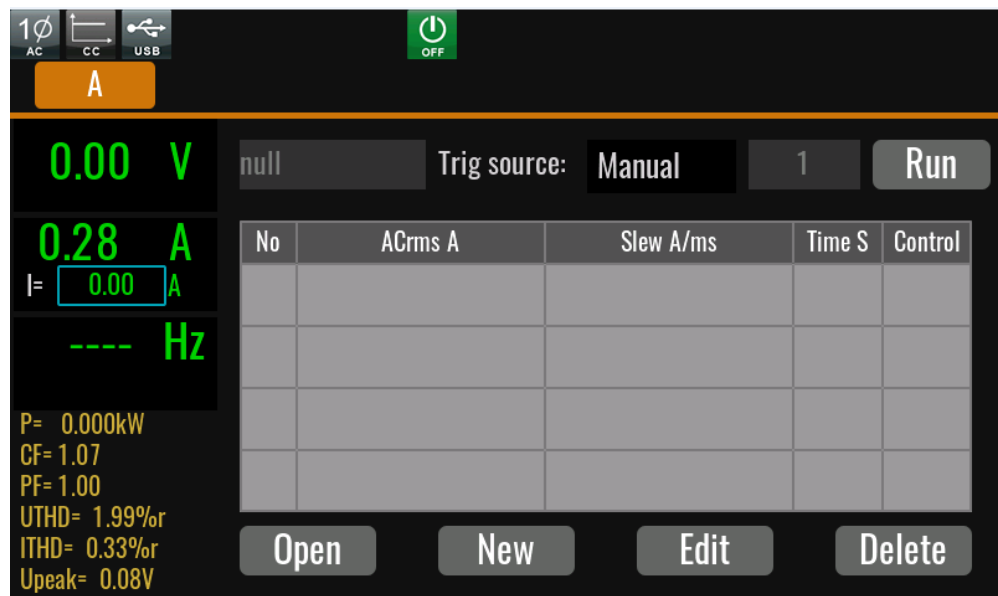 1Ø AC
CC
USB
OFF
A
0.00 V
null Trig source: Manual 1 Run
0.28 A
I= 0.00 A
---- Hz
No ACrms A Slew A/ms Time S Control
P= 0.000kW
CF= 1.07
PF= 1.00
UTHD= 1.99%r
ITHD= 0.33%r
Upeak= 0.08V
Open New Edit Delete